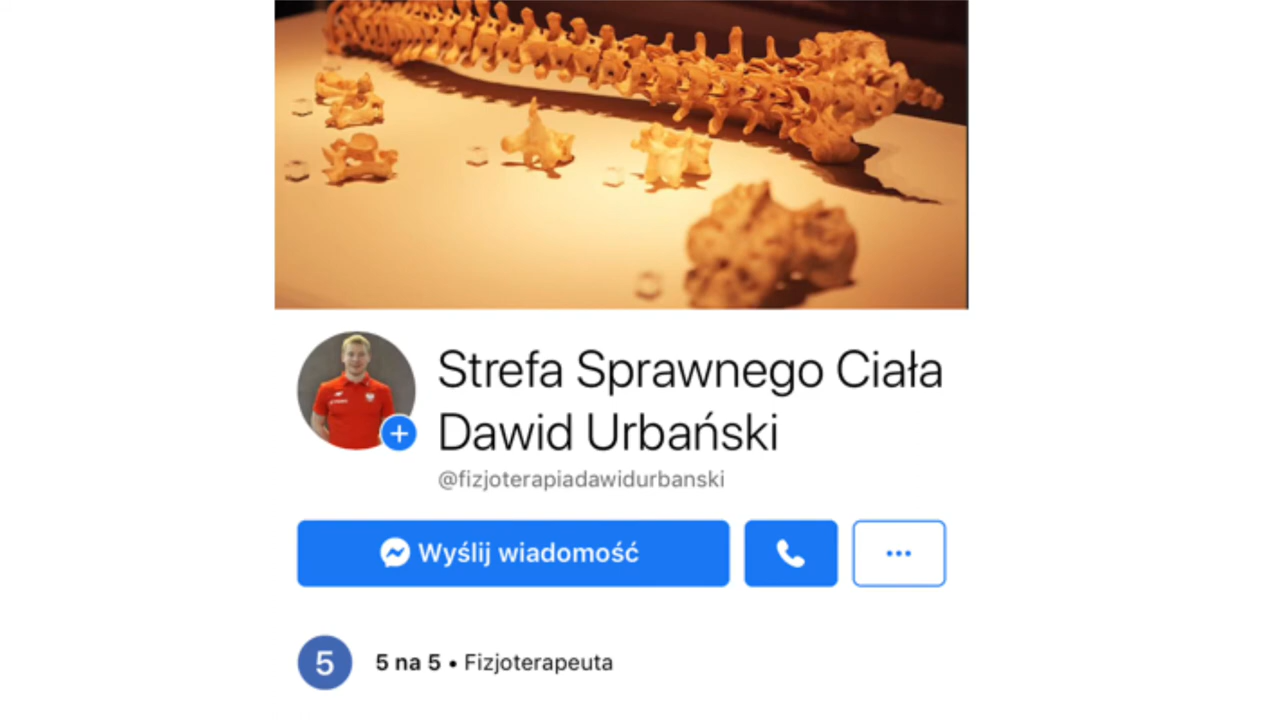 Strefa Sprawnego Ciała
Dawid Urbański
@fizjoterapiadawidurbanski
Wyślij wiadomość
5 5 na 5 • Fizjoterapeuta